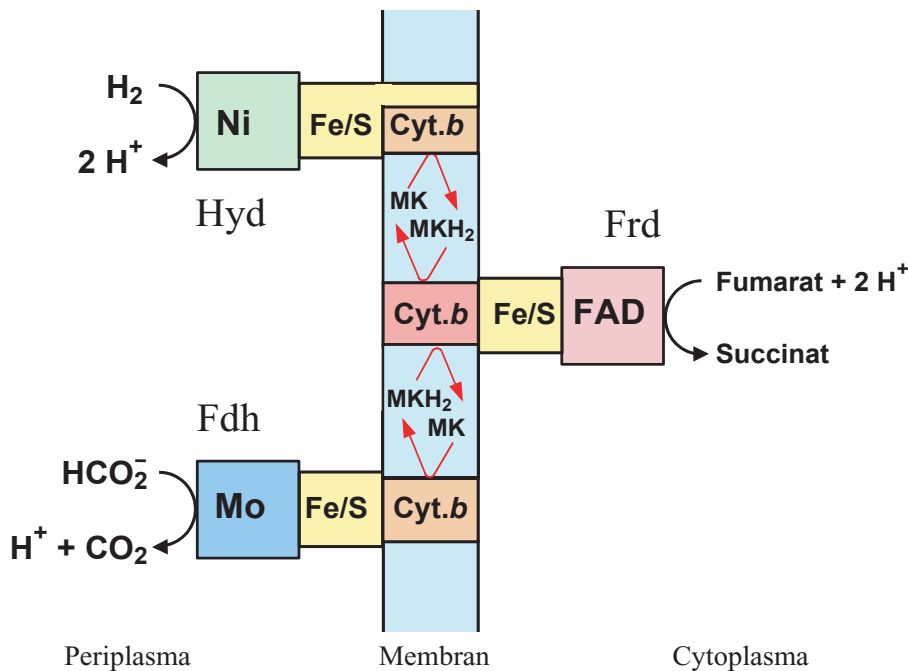 H₂
Ni
Fe/S
Cyt.b
2 H⁺
Hyd
MK
MKH₂
Frd
Cyt.b
Fe/S
FAD
Fumarat + 2 H⁺
Succinat
MKH₂
MK
Fdh
HCO₂⁻
Mo
Fe/S
Cyt.b
H⁺ + CO₂
Periplasma
Membran
Cytoplasma